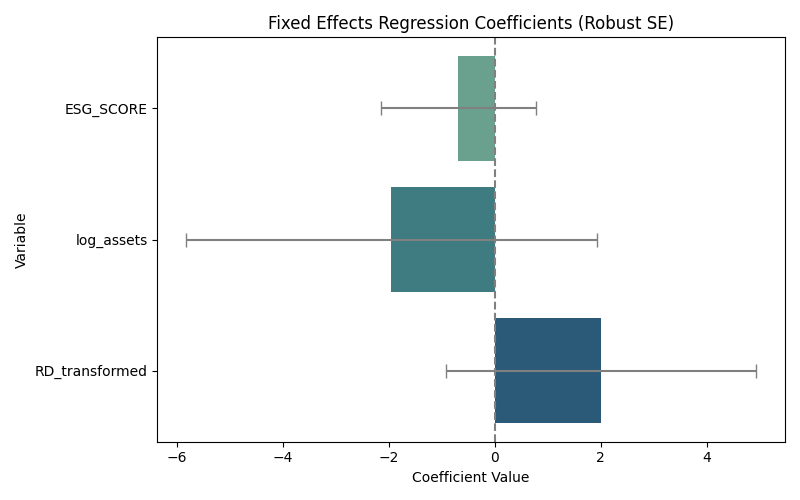 Fixed Effects Regression Coefficients (Robust SE)
ESG_SCORE
log_assets
RD_transformed
Variable
−6 −4 −2 0 2 4
Coefficient Value